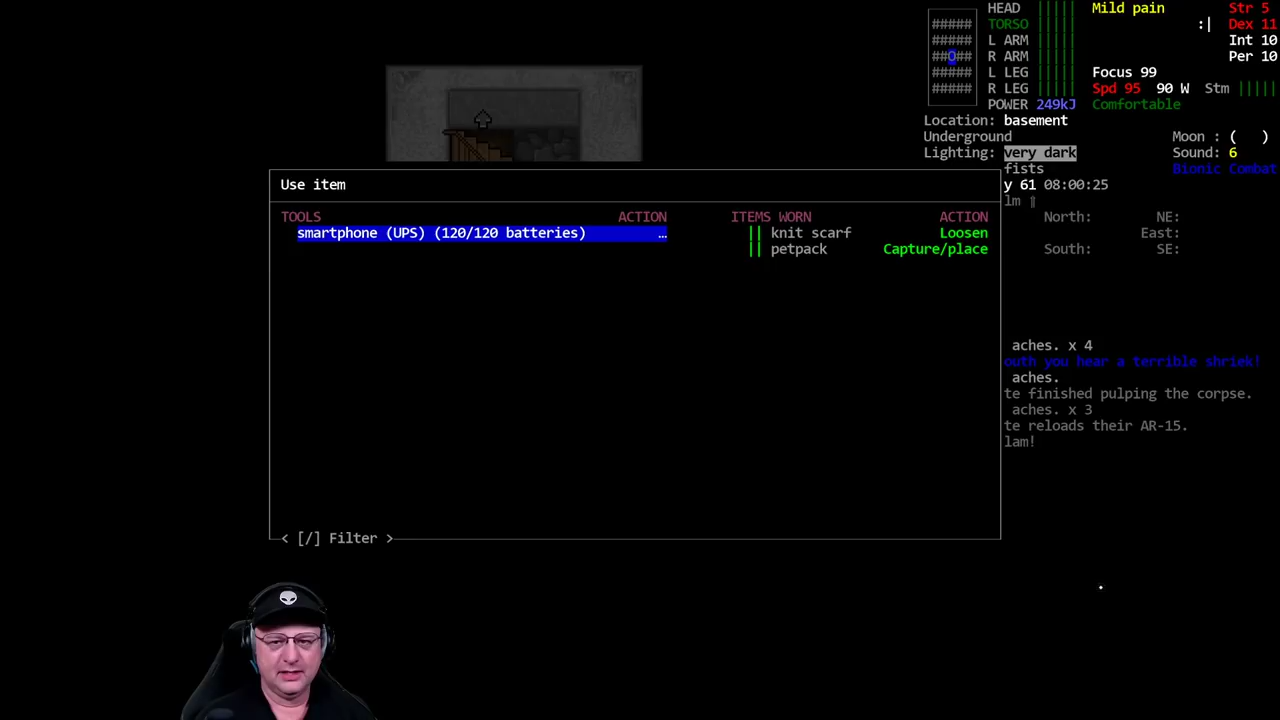 HEAD ||||| Mild pain Str 5
##### TORSO ||||| :| Dex 11
##### L ARM ||||| Int 10
##0## R ARM ||||| Per 10
##### L LEG ||||| Focus 99
##### R LEG ||||| Spd 95 90 W Stm |||||
POWER 249kJ Comfortable
Location: basement
Underground Moon : ( )
Lighting: very dark Sound: 6
fists Bionic Combat
y 61 08:00:25
lm ⇑
North: NE:
East:
South: SE:
Use item
TOOLS ACTION ITEMS WORN ACTION
smartphone (UPS) (120/120 batteries) … || knit scarf Loosen
|| petpack Capture/place
aches. x 4
outh you hear a terrible shriek!
aches.
te finished pulping the corpse.
aches. x 3
te reloads their AR-15.
lam!
< [/] Filter >